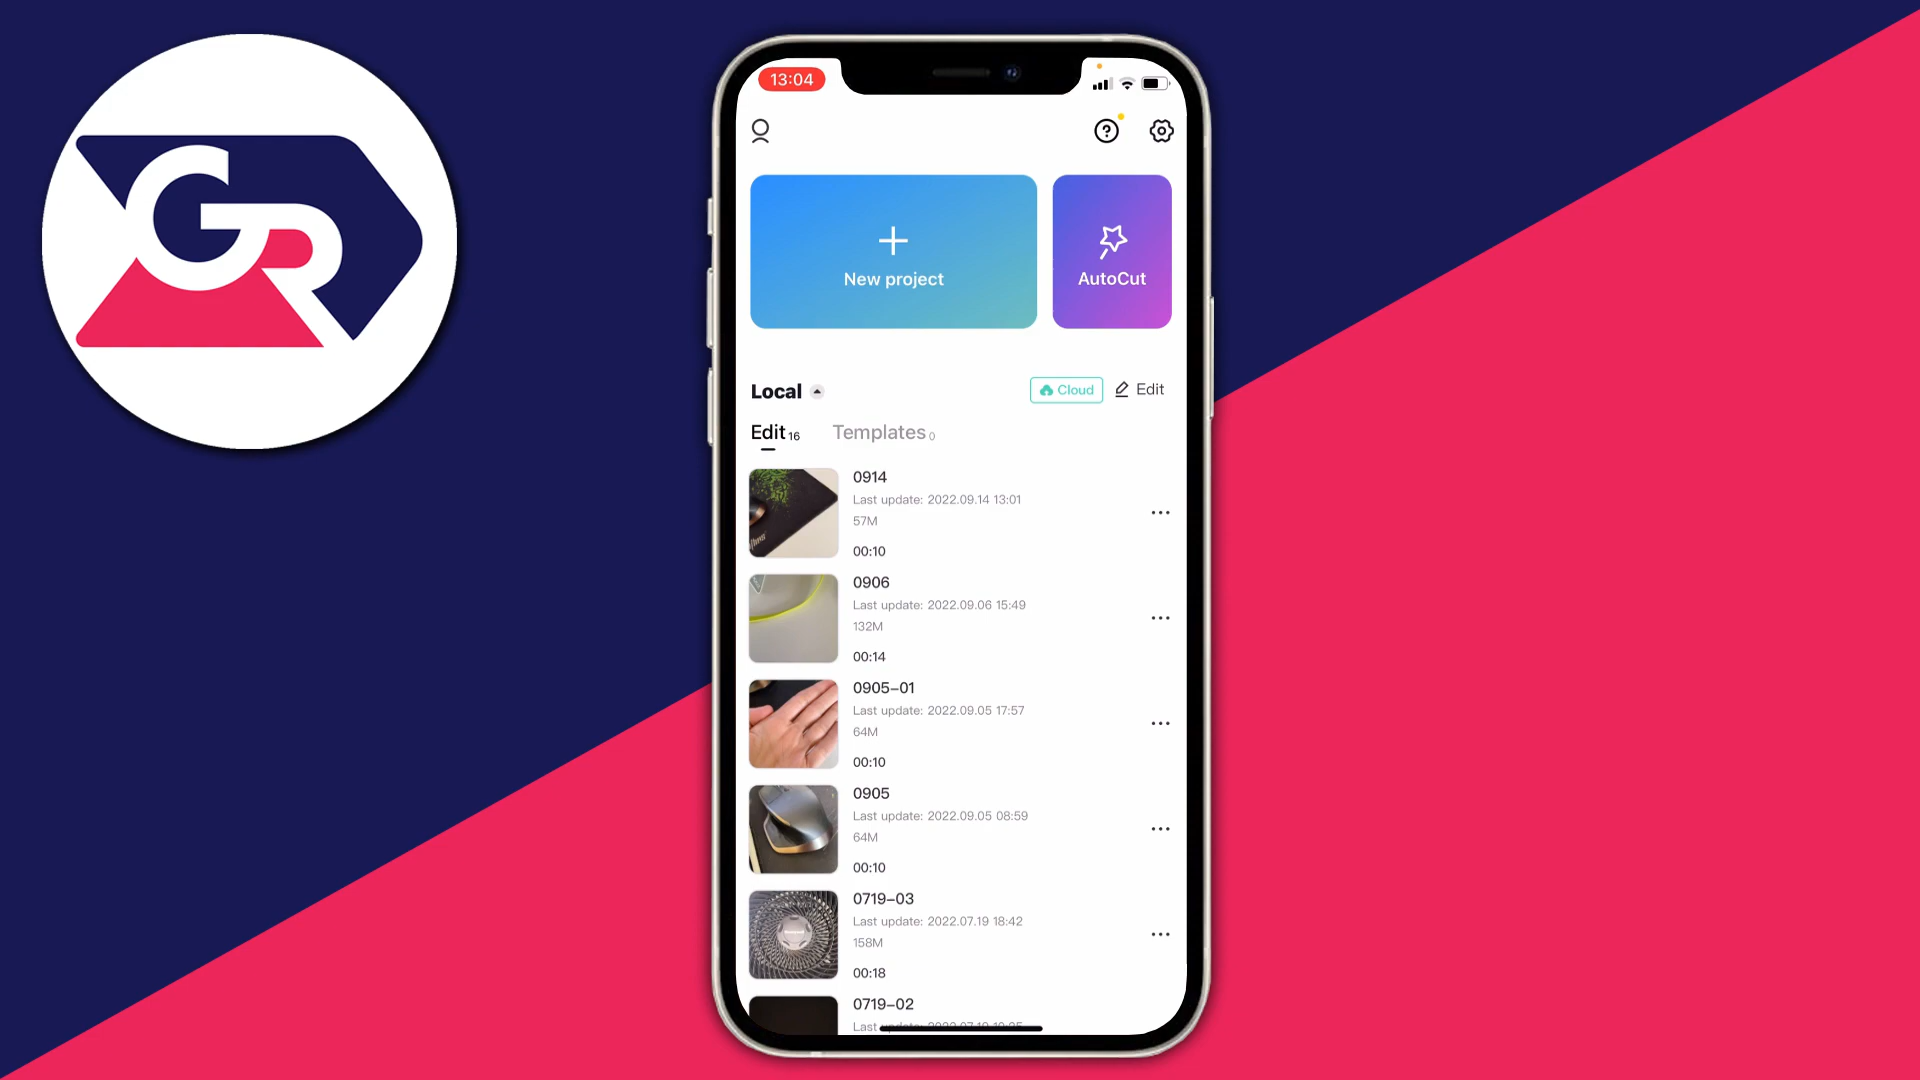 GR
13:04
New project
AutoCut
Local
Cloud
Edit
Edit 16
Templates 0
0914
Last update: 2022.09.14 13:01
57M
00:10
0906
Last update: 2022.09.06 15:49
132M
00:14
0905-01
Last update: 2022.09.05 17:57
64M
00:10
0905
Last update: 2022.09.05 08:59
64M
00:10
0719-03
Last update: 2022.07.19 18:42
158M
00:18
0719-02
Last